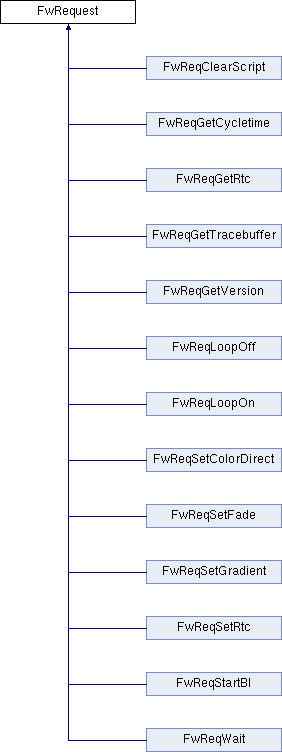 FwRequest
FwReqClearScript
FwReqGetCycletime
FwReqGetRtc
FwReqGetTracebuffer
FwReqGetVersion
FwReqLoopOff
FwReqLoopOn
FwReqSetColorDirect
FwReqSetFade
FwReqSetGradient
FwReqSetRtc
FwReqStartBl
FwReqWait